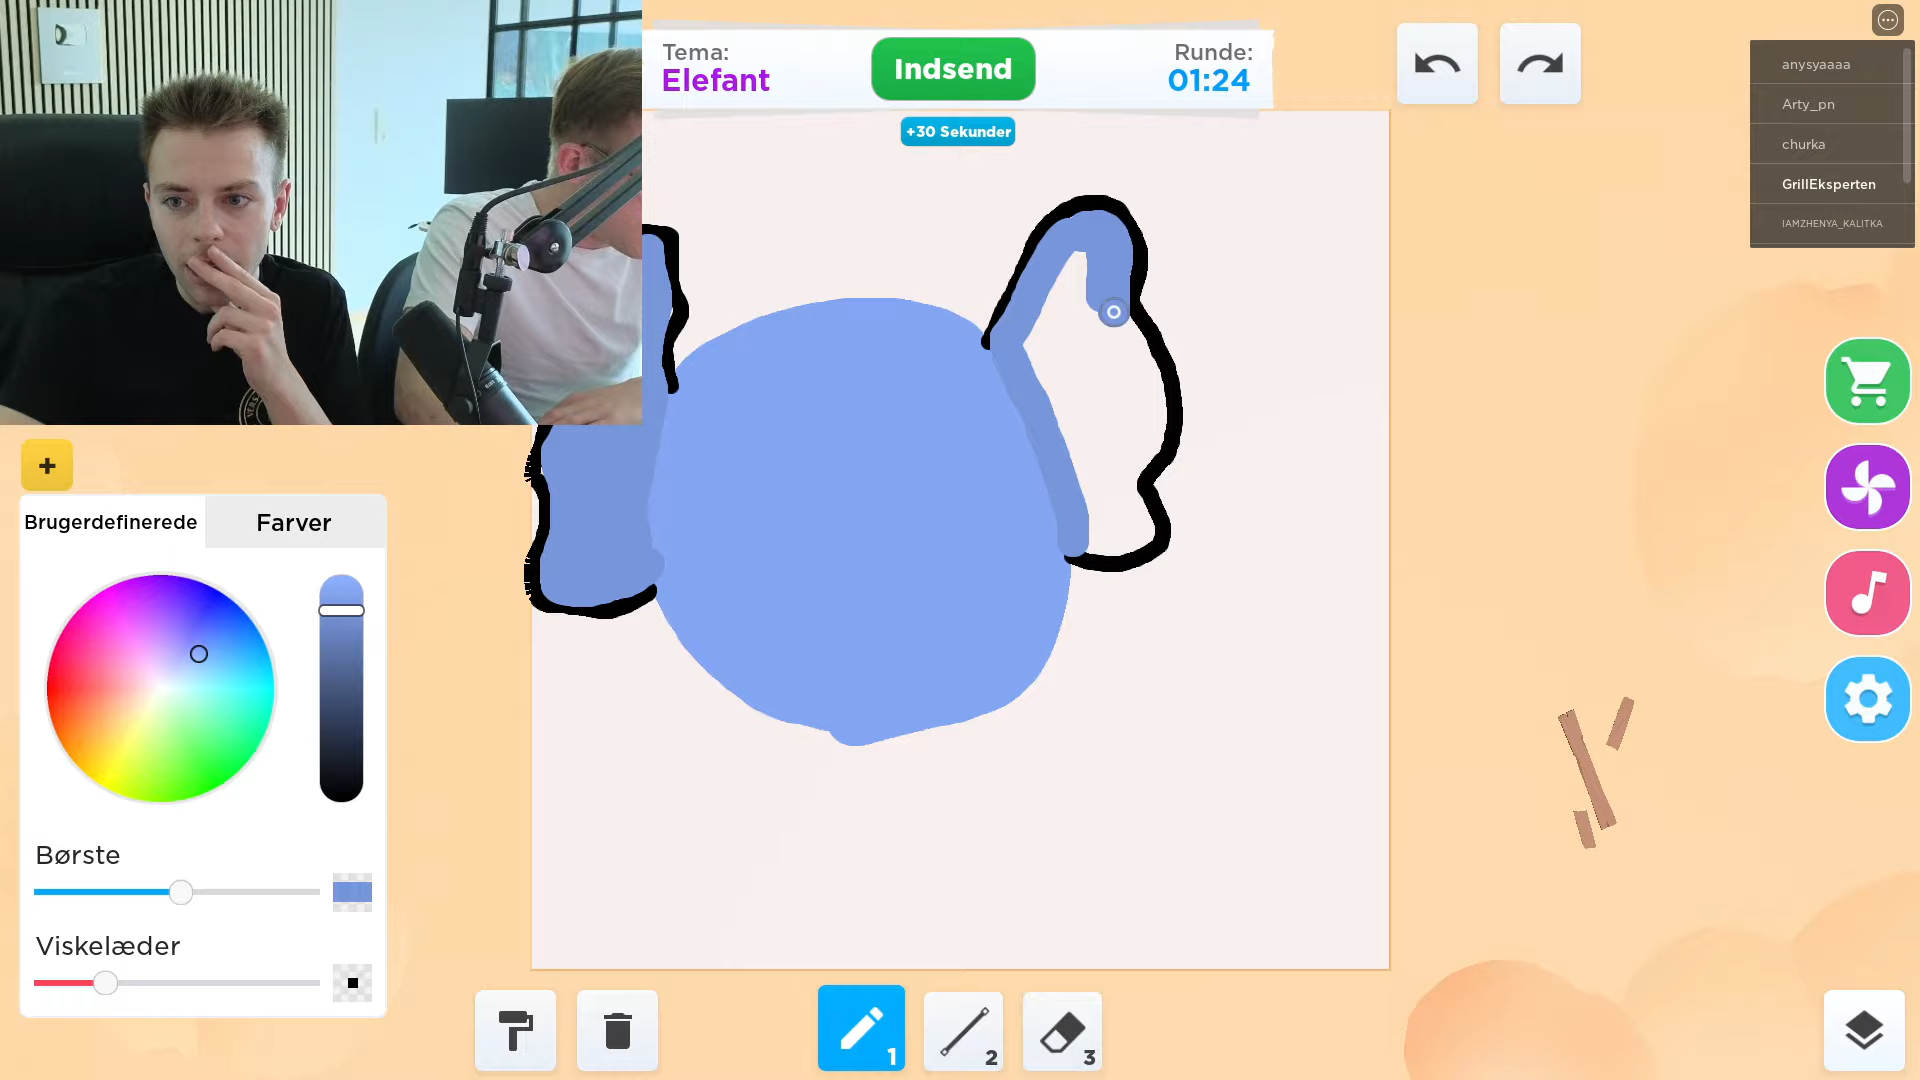 Tema:
Elefant
Indsend
Runde:
01:24
+30 Sekunder
anysyaaaa
Arty_pn
churka
GrillEksperten
IAMZHENYA_KALITKA
+
Brugerdefinerede
Farver
Børste
Viskelæder
1
2
3